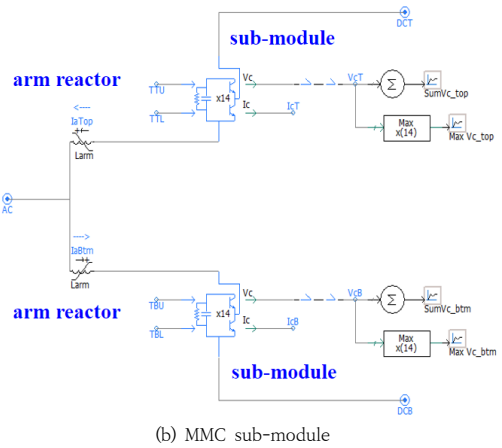 DCT
sub-module
arm reactor
Vc
VcT
TTU
x14
SumVc_top
TTL
Ic
IcT
Max
x(14)
Max Vc_top
<----
IaTop
Larm
AC
---->
IaBtm
Larm
arm reactor
Vc
VcB
TBU
x14
SumVc_btm
TBL
Ic
IcB
Max
x(14)
Max Vc_btm
sub-module
DCB
(b) MMC sub-module